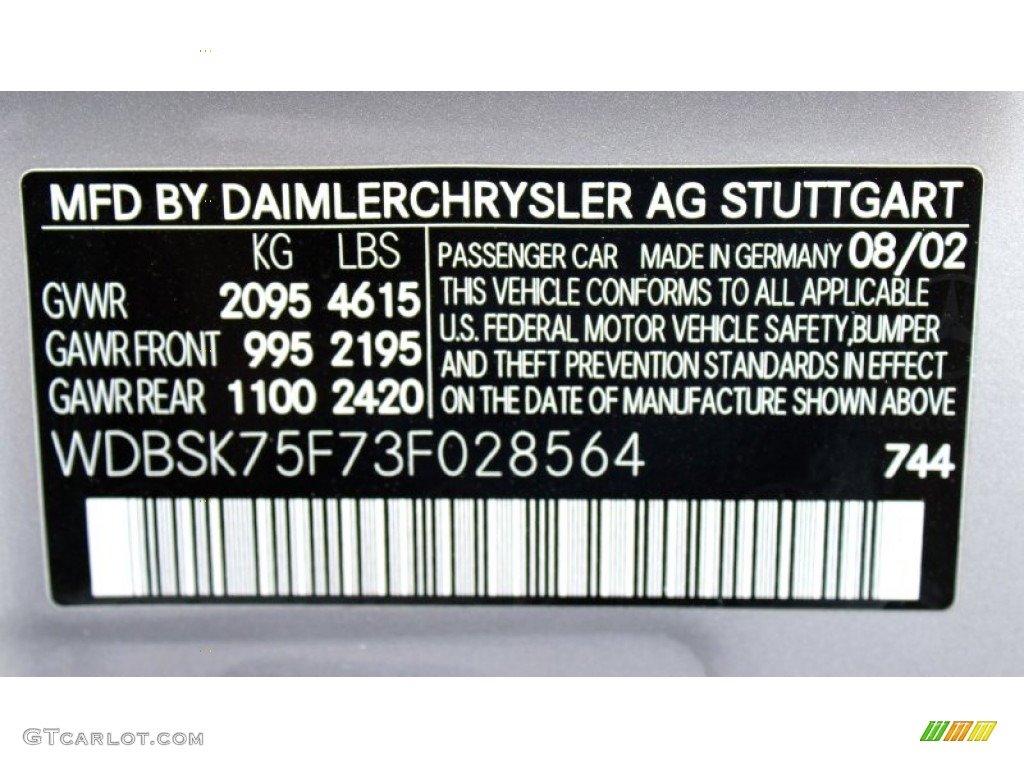 MFD BY DAIMLERCHRYSLER AG STUTTGART
KG LBS
GVWR 2095 4615
GAWR FRONT 995 2195
GAWR REAR 1100 2420
PASSENGER CAR MADE IN GERMANY 08/02
THIS VEHICLE CONFORMS TO ALL APPLICABLE
U.S. FEDERAL MOTOR VEHICLE SAFETY,BUMPER
AND THEFT PREVENTION STANDARDS IN EFFECT
ON THE DATE OF MANUFACTURE SHOWN ABOVE
WDBSK75F73F028564 744
GTCARLOT.COM